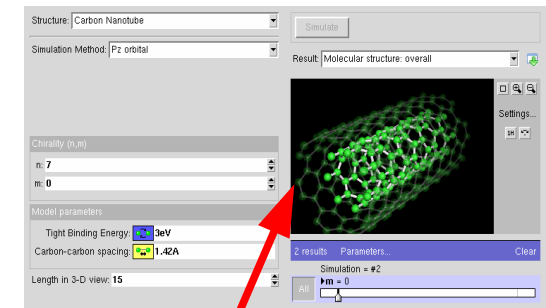 Structure: Carbon Nanotube
Simulation Method: Pz orbital
Chirality (n,m)
n: 7
m: 0
Model parameters
Tight Binding Energy: 3eV
Carbon-carbon spacing: 1.42A
Length in 3-D view: 15
Simulate
Result: Molecular structure: overall
Settings...
2 results Parameters... Clear
Simulation = #2
All m = 0